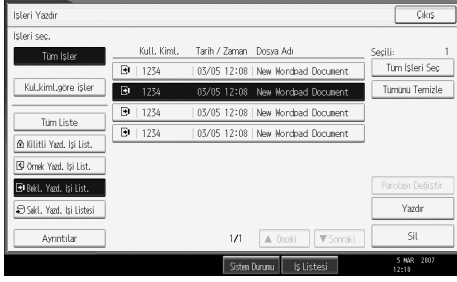 İşleri Yazdır
Çıkış
İşleri seç.
Tüm İşler
Kul.kiml.göre işler
Tüm Liste
Kilitli Yazd. İşi List.
Örnek Yazd. İşi List.
Bekl. Yazd. İşi List.
Sakl. Yazd. İşi Listesi
Ayrıntılar
Kull. Kiml. Tarih / Zaman Dosya Adı
1234 03/05 12:08 New Wordpad Document
1234 03/05 12:08 New Wordpad Document
1234 03/05 12:08 New Wordpad Document
1234 03/05 12:08 New Wordpad Document
1/1
▲ Önceki
▼ Sonraki
Seçili: 1
Tüm İşleri Seç
Tümünü Temizle
Parolayı Değiştir
Yazdır
Sil
Sistem Durumu
İş Listesi
5 MAR 2007
12:10